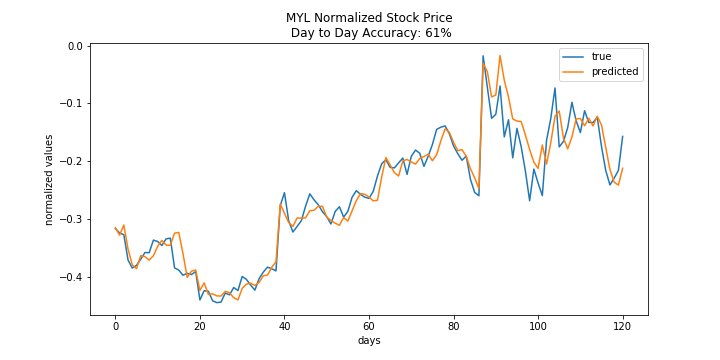 MYL Normalized Stock Price
Day to Day Accuracy: 61%
true
predicted
0.0
−0.1
−0.2
−0.3
−0.4
normalized values
0
20
40
60
80
100
120
days